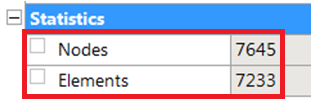 Statistics
Nodes 7645
Elements 7233